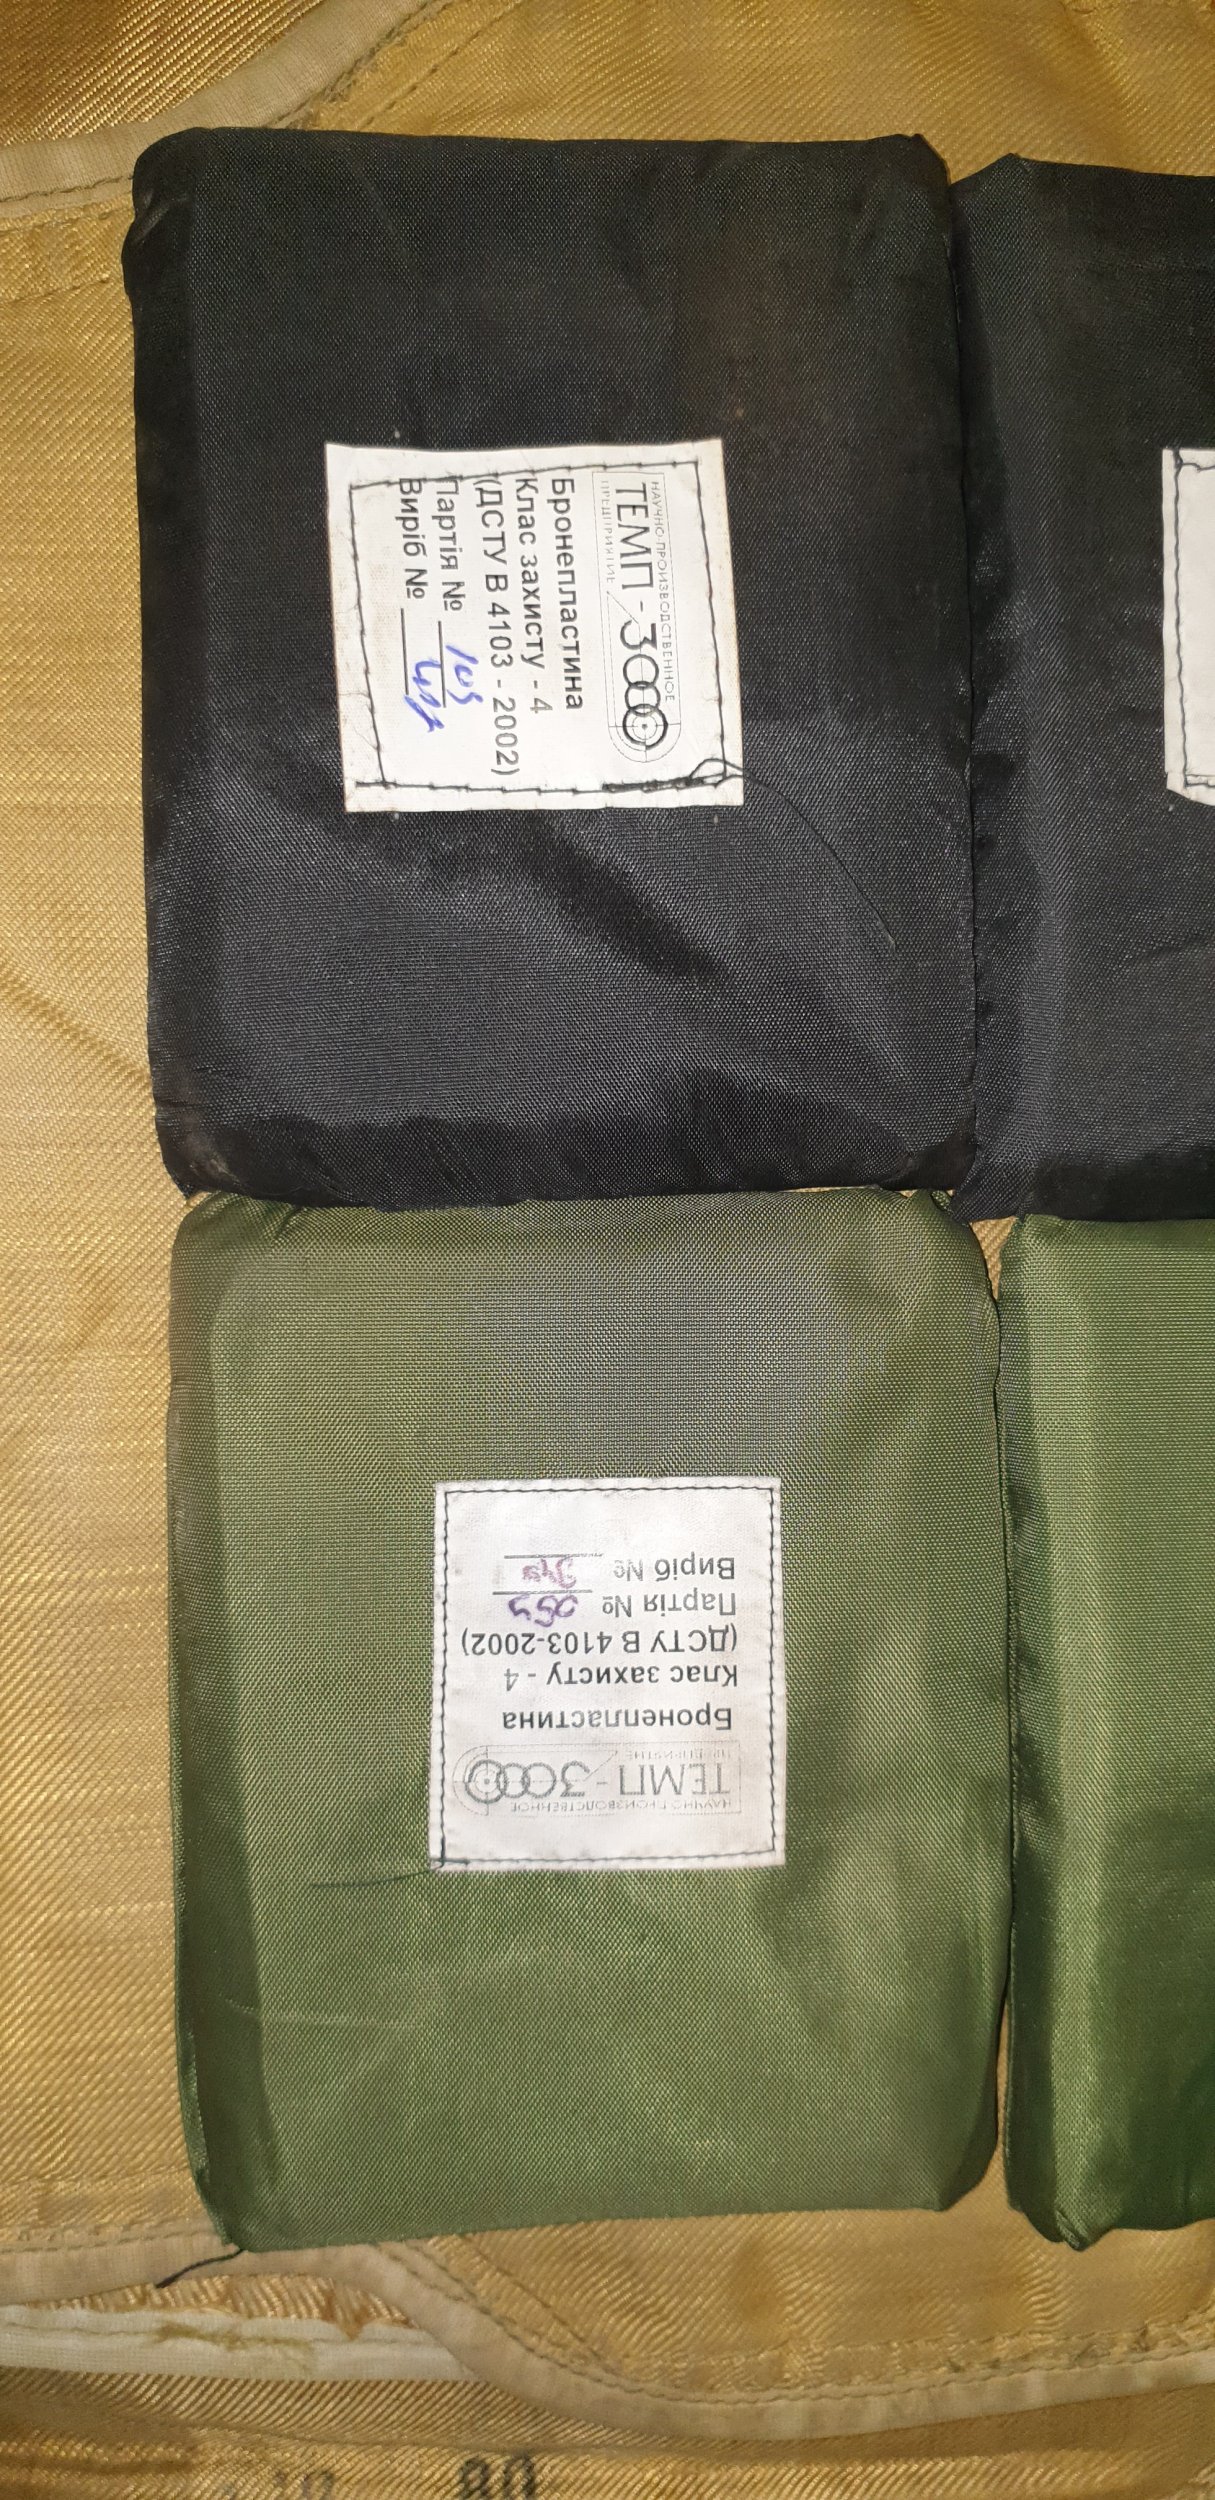 НАУЧНО-ПРОИЗВОДСТВЕННОЕ
ТЕМП-3000
ПРЕДПРИЯТИЕ
Бронепластина
Клас захисту - 4
(ДСТУ В 4103 - 2002)
Партія № 103
Виріб №
НАУЧНО-ПРОИЗВОДСТВЕННОЕ
ТЕМП-3000
ПРЕДПРИЯТИЕ
Бронепластина
Клас захисту - 4
(ДСТУ В 4103-2002)
Партія №
Виріб №